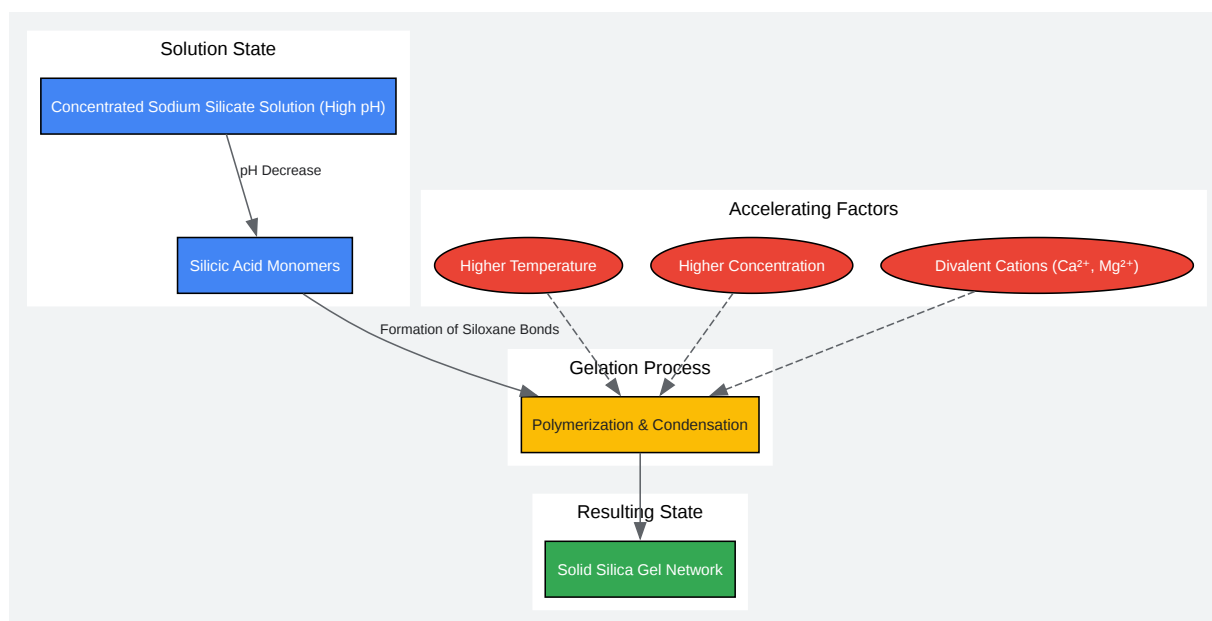 Solution State
Concentrated Sodium Silicate Solution (High pH)
pH Decrease
Silicic Acid Monomers
Accelerating Factors
Higher Temperature
Higher Concentration
Divalent Cations (Ca²⁺, Mg²⁺)
Formation of Siloxane Bonds
Gelation Process
Polymerization & Condensation
Resulting State
Solid Silica Gel Network